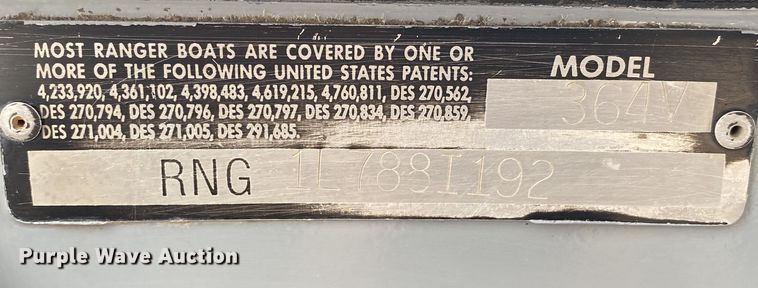 MOST RANGER BOATS ARE COVERED BY ONE OR
MORE OF THE FOLLOWING UNITED STATES PATENTS:
4,233,920, 4,361,102, 4,398,483, 4,619,215, 4,760,811, DES 270,562,
DES 270,794, DES 270,796, DES 270,797, DES 270,834, DES 270,859,
DES 271,004, DES 271,005, DES 291,685.
MODEL
364V
RNG 1L788I192
Purple Wave Auction